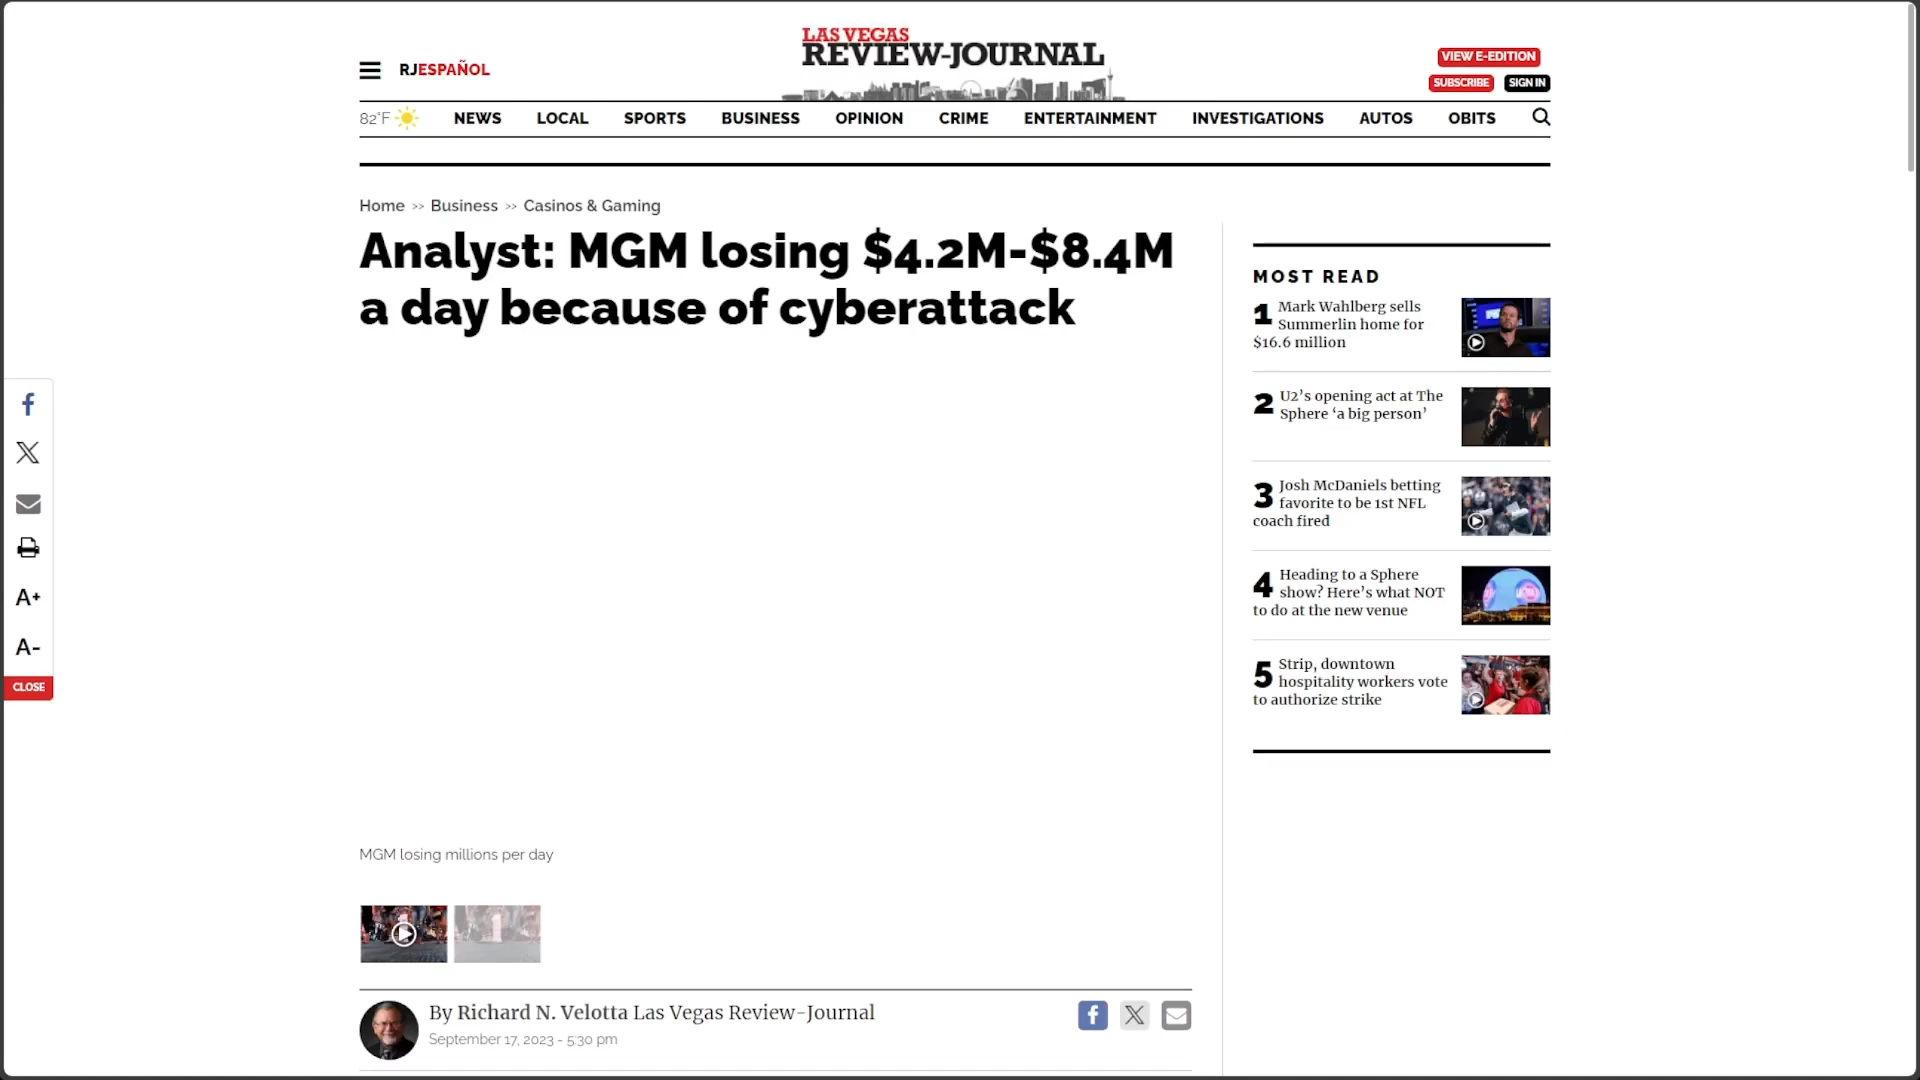 LAS VEGAS
REVIEW-JOURNAL
RJESPAÑOL
VIEW E-EDITION
SUBSCRIBE SIGN IN
82°F NEWS LOCAL SPORTS BUSINESS OPINION CRIME ENTERTAINMENT INVESTIGATIONS AUTOS OBITS
Home >> Business >> Casinos & Gaming
Analyst: MGM losing $4.2M-$8.4M
a day because of cyberattack
A+
A-
CLOSE
MGM losing millions per day
By Richard N. Velotta Las Vegas Review-Journal
September 17, 2023 - 5:30 pm
MOST READ
1 Mark Wahlberg sells
Summerlin home for
$16.6 million
2 U2’s opening act at The
Sphere ‘a big person’
3 Josh McDaniels betting
favorite to be 1st NFL
coach fired
4 Heading to a Sphere
show? Here’s what NOT
to do at the new venue
5 Strip, downtown
hospitality workers vote
to authorize strike